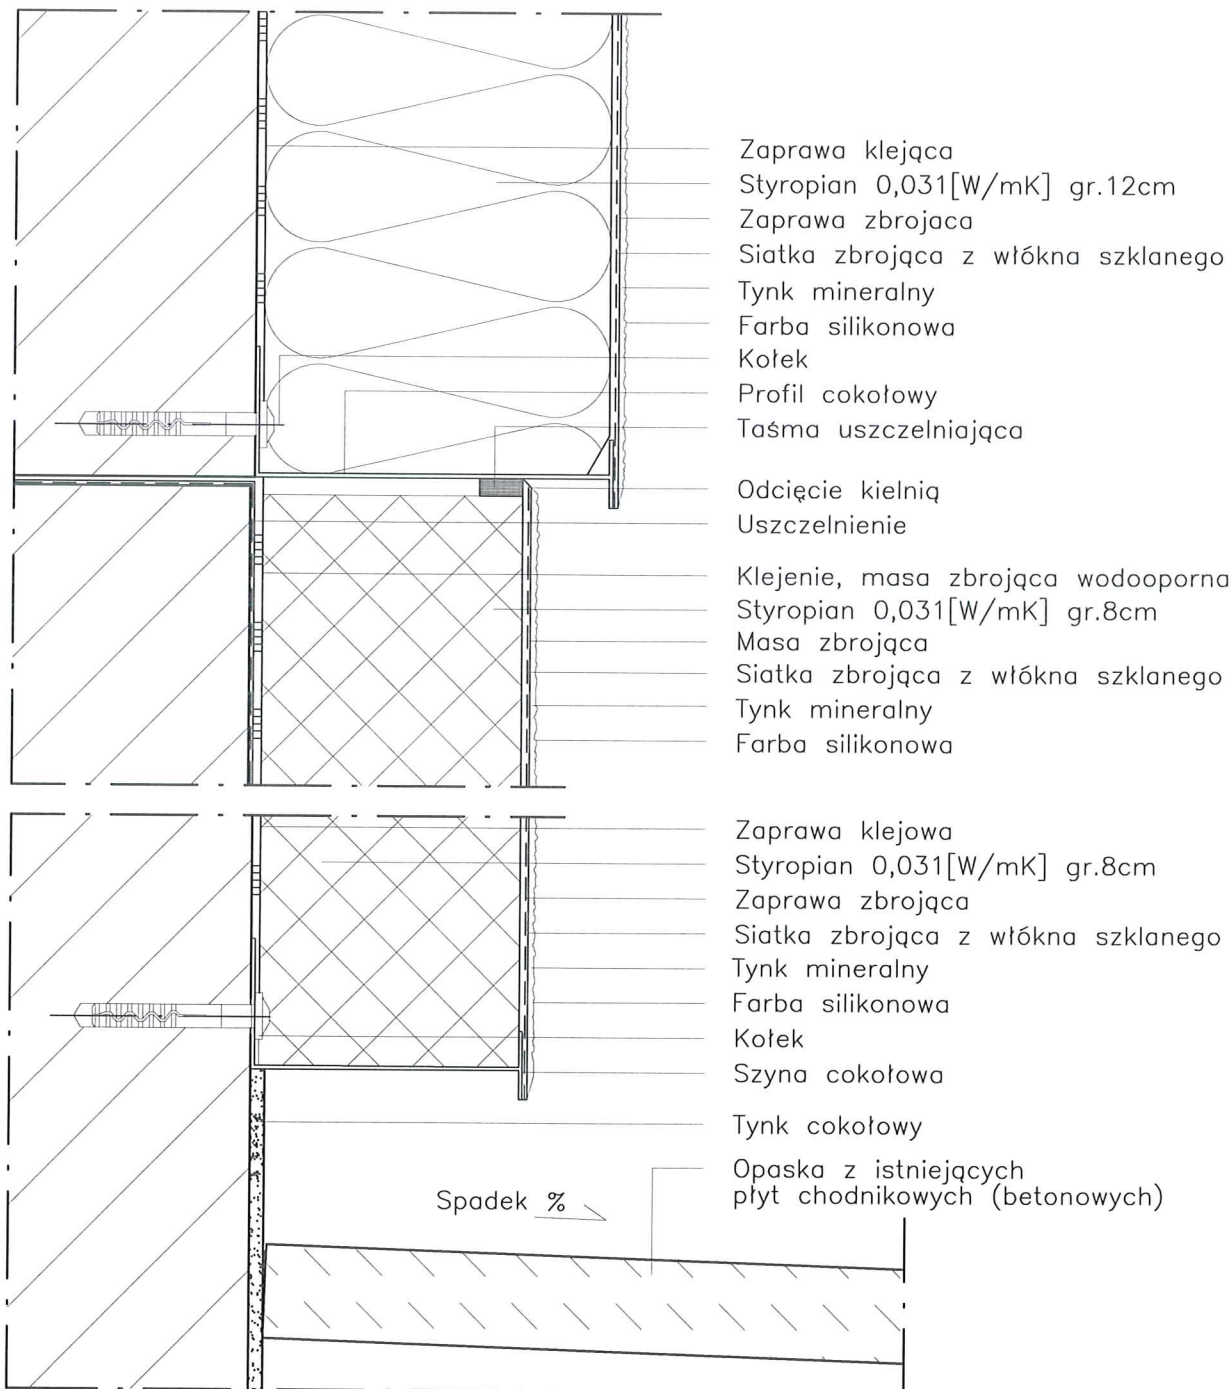 Zaprawa klejąca
Styropian 0,031[W/mK] gr.12cm
Zaprawa zbrojaca
Siatka zbrojąca z włókna szklanego
Tynk mineralny
Farba silikonowa
Kołek
Profil cokołowy
Taśma uszczelniająca
Odcięcie kielnią
Uszczelnienie
Klejenie, masa zbrojąca wodooporna
Styropian 0,031[W/mK] gr.8cm
Masa zbrojąca
Siatka zbrojąca z włókna szklanego
Tynk mineralny
Farba silikonowa
Zaprawa klejowa
Styropian 0,031[W/mK] gr.8cm
Zaprawa zbrojąca
Siatka zbrojąca z włókna szklanego
Tynk mineralny
Farba silikonowa
Kołek
Szyna cokołowa
Tynk cokołowy
Opaska z istniejących
płyt chodnikowych (betonowych)
Spadek %